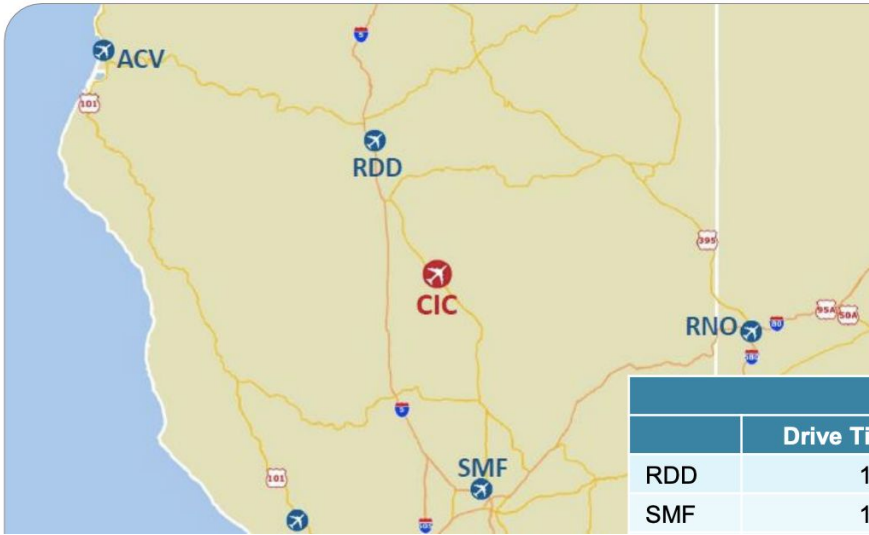 5
ACV
101
RDD
395
CIC
95A
50A
RNO
80
580
5
Drive Ti
RDD
1
SMF
1
SMF
101
505